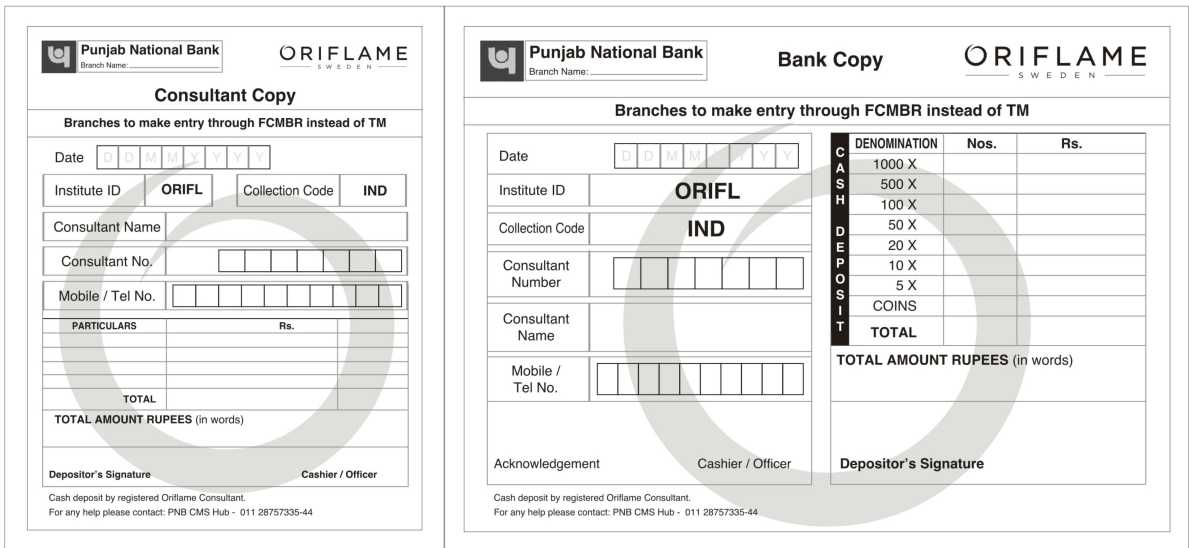 Punjab National Bank
Branch Name:
ORIFLAME
SWEDEN
Consultant Copy
Branches to make entry through FCMBR instead of TM
Date D D M M Y Y Y Y
Institute ID ORIFL Collection Code IND
Consultant Name
Consultant No.
Mobile / Tel No.
PARTICULARS Rs.
TOTAL
TOTAL AMOUNT RUPEES (in words)
Depositor's Signature Cashier / Officer
Cash deposit by registered Oriflame Consultant.
For any help please contact: PNB CMS Hub - 011 28757335-44
Punjab National Bank
Branch Name:
Bank Copy
ORIFLAME
SWEDEN
Branches to make entry through FCMBR instead of TM
Date D D M M Y Y Y Y
Institute ID ORIFL
Collection Code IND
Consultant
Number
Consultant
Name
Mobile /
Tel No.
Acknowledgement Cashier / Officer
CASH DEPOSIT
DENOMINATION Nos. Rs.
1000 X
500 X
100 X
50 X
20 X
10 X
5 X
COINS
TOTAL
TOTAL AMOUNT RUPEES (in words)
Depositor's Signature
Cash deposit by registered Oriflame Consultant.
For any help please contact: PNB CMS Hub - 011 28757335-44